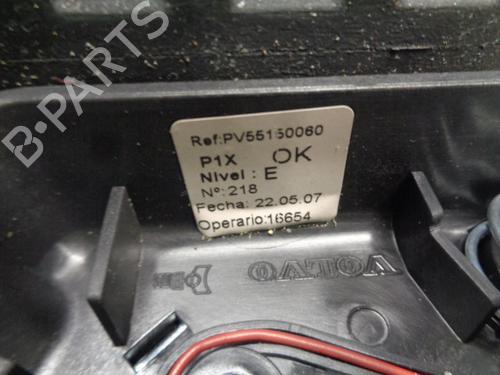 Ref:PV55150060
P1X OK
Nivel : E
Nº:218
Fecha: 22.05.07
Operario:16654
VOLVO
B-PARTS